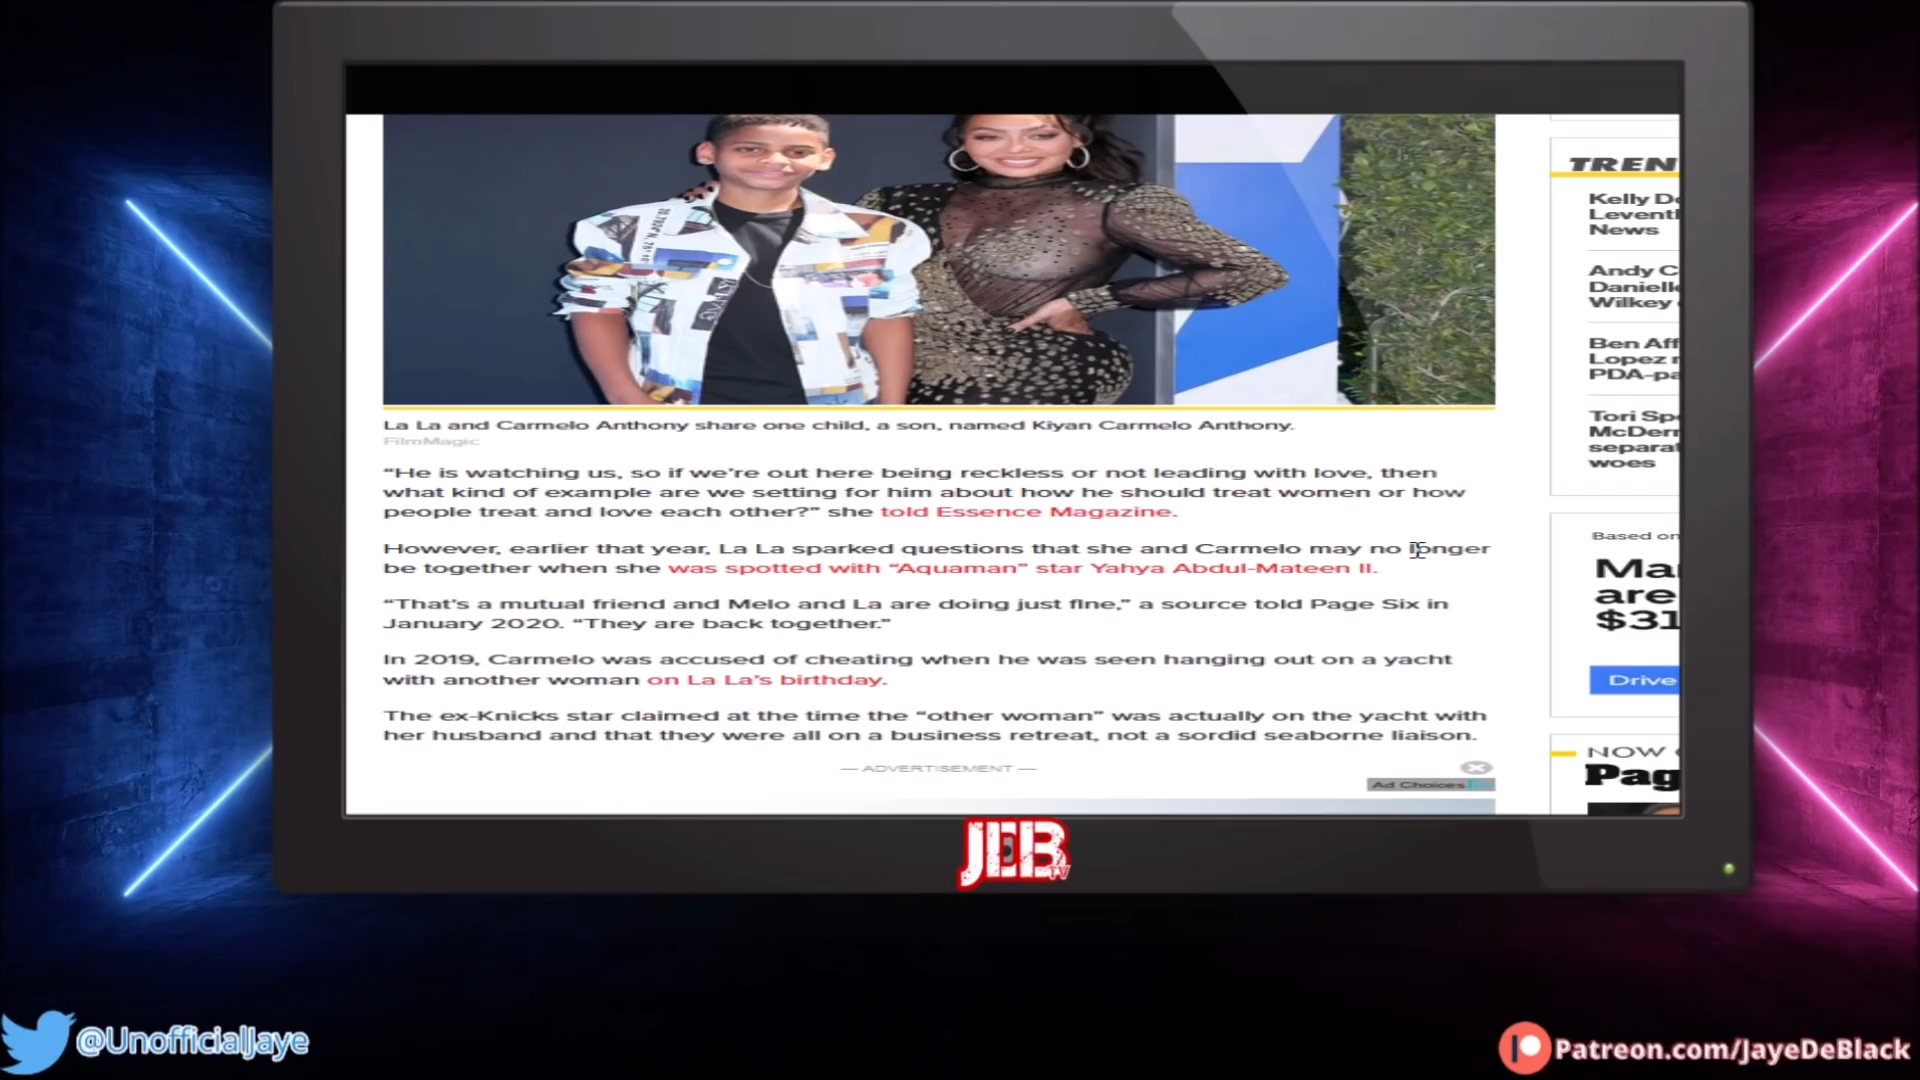 La La and Carmelo Anthony share one child, a son, named Kiyan Carmelo Anthony.
FilmMagic
“He is watching us, so if we’re out here being reckless or not leading with love, then
what kind of example are we setting for him about how he should treat women or how
people treat and love each other?” she told Essence Magazine.
However, earlier that year, La La sparked questions that she and Carmelo may no longer
be together when she was spotted with “Aquaman” star Yahya Abdul-Mateen II.
“That’s a mutual friend and Melo and La are doing just fine,” a source told Page Six in
January 2020. “They are back together.”
In 2019, Carmelo was accused of cheating when he was seen hanging out on a yacht
with another woman on La La’s birthday.
The ex-Knicks star claimed at the time the “other woman” was actually on the yacht with
her husband and that they were all on a business retreat, not a sordid seaborne liaison.
— ADVERTISEMENT —
Ad Choices
TREN
Kelly
Levent
News
Andy C
Daniell
Wilkey
Ben Aff
Lopez
PDA-pa
Tori Spe
McDerr
separa
woes
Based on
Ma
are
$31
Drive
NOW
Pag
JEB
TV
@UnofficialJaye
Patreon.com/JayeDeBlack